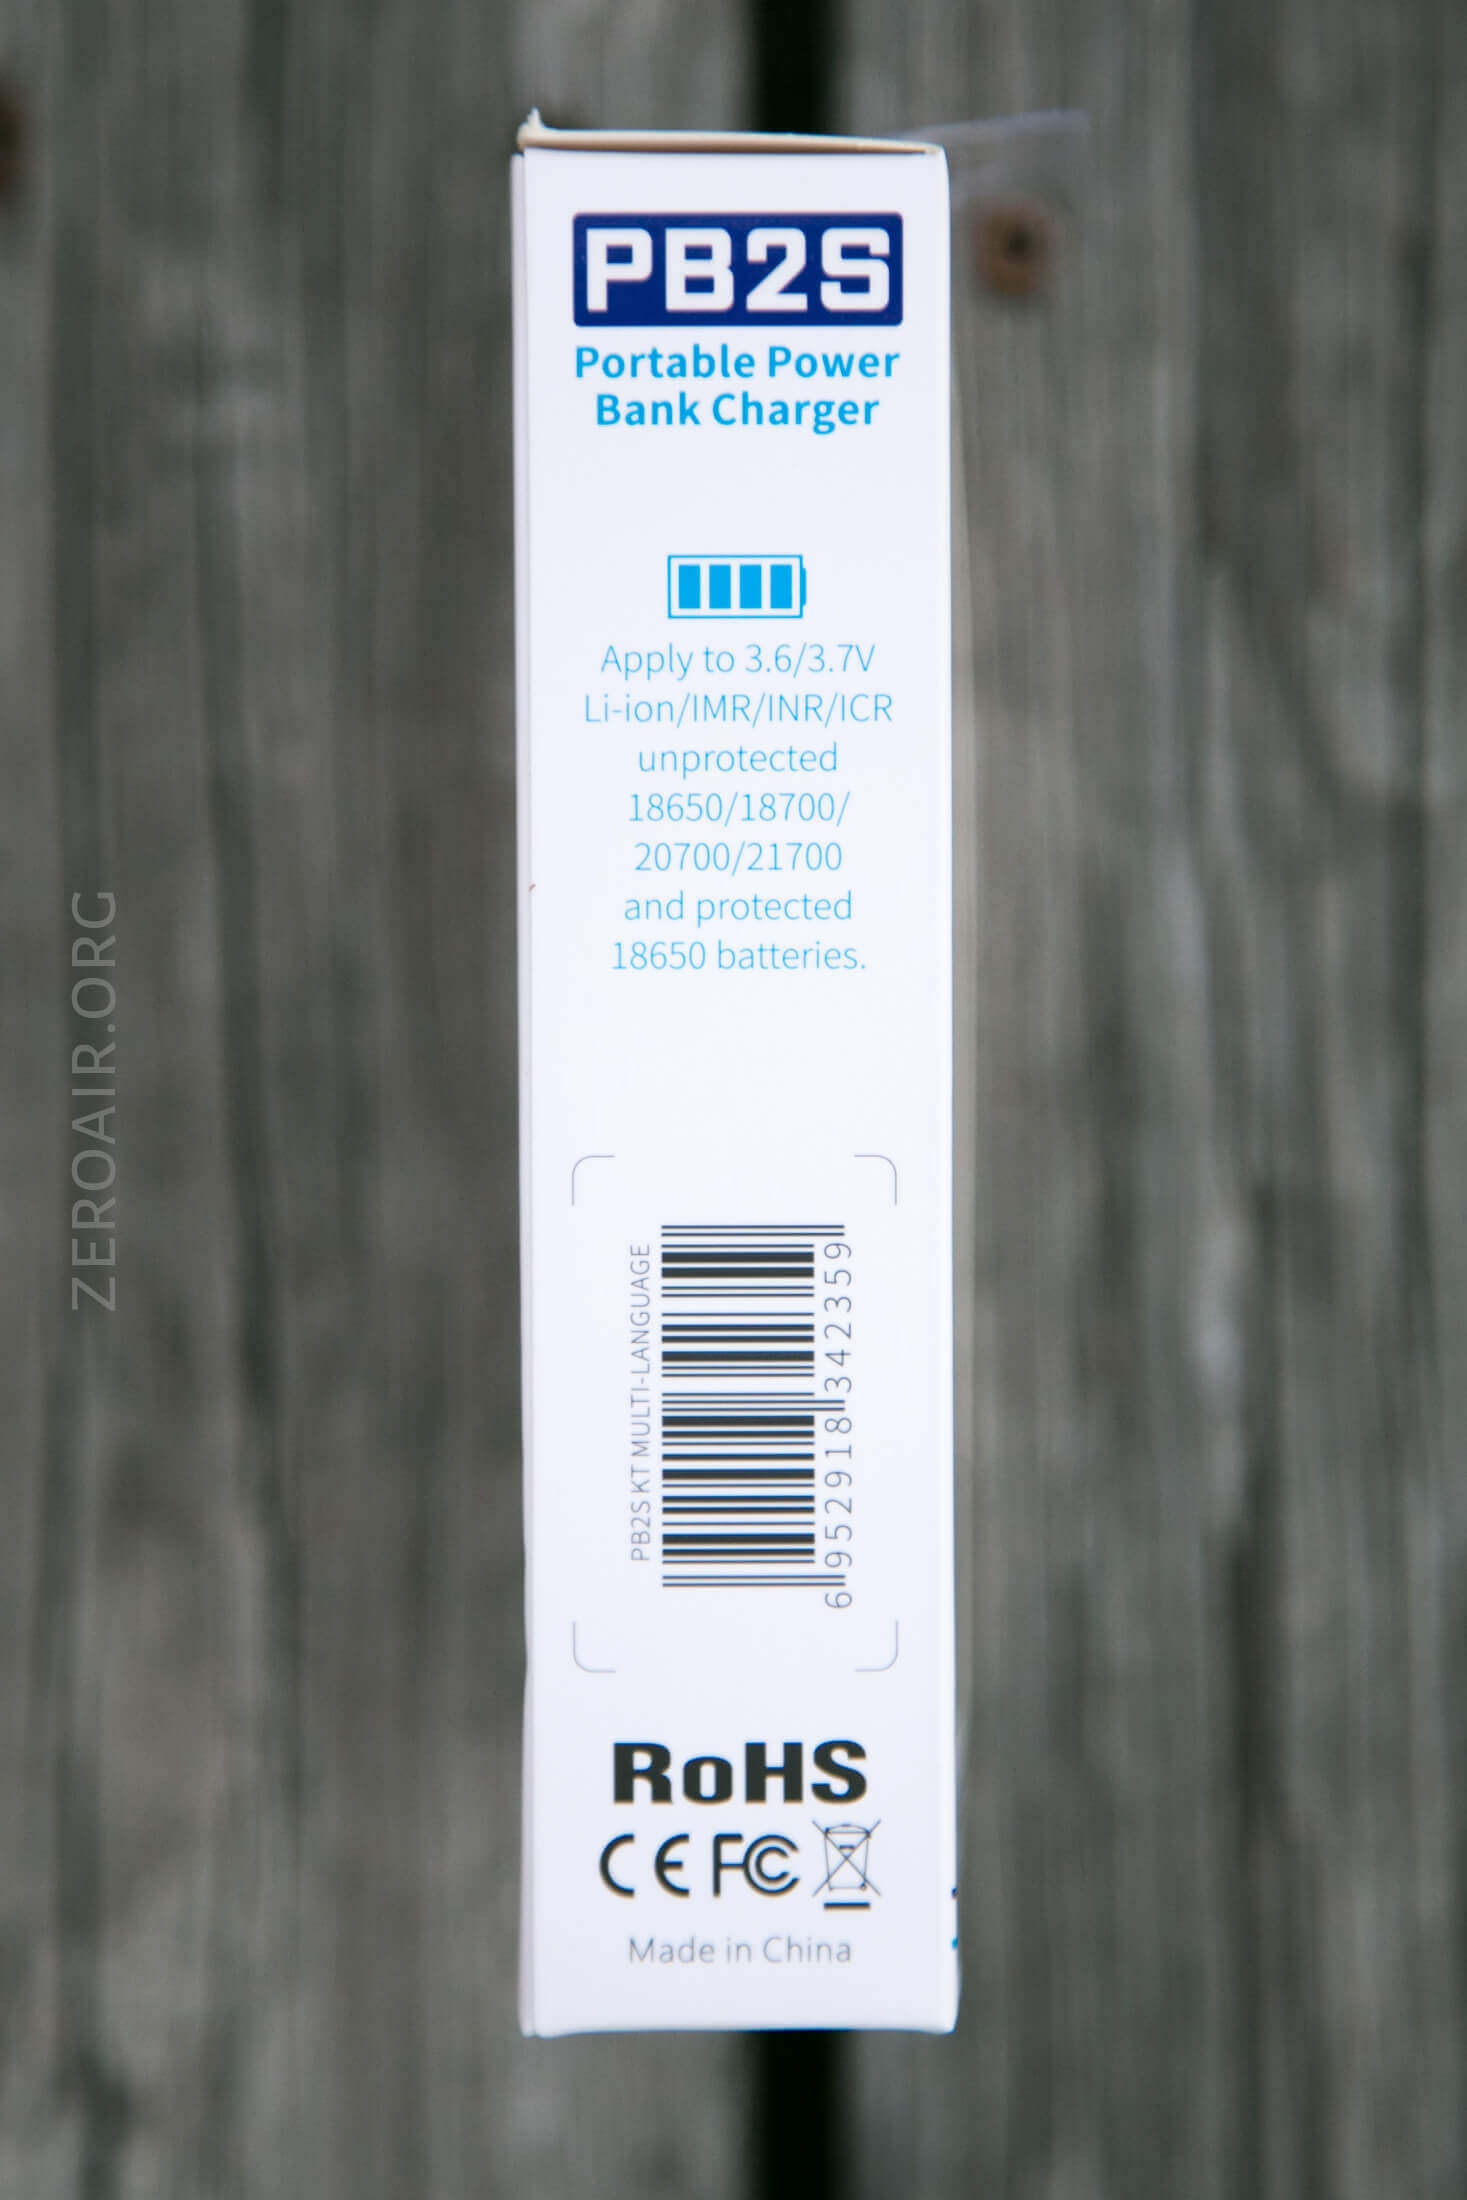 PB2S
Portable Power
Bank Charger
Apply to 3.6/3.7V
Li-ion/IMR/INR/ICR
unprotected
18650/18700/
20700/21700
and protected
18650 batteries.
PB2S KT MULTI-LANGUAGE
6952918342359
RoHS
CE FC
Made in China
ZEROAIR.ORG